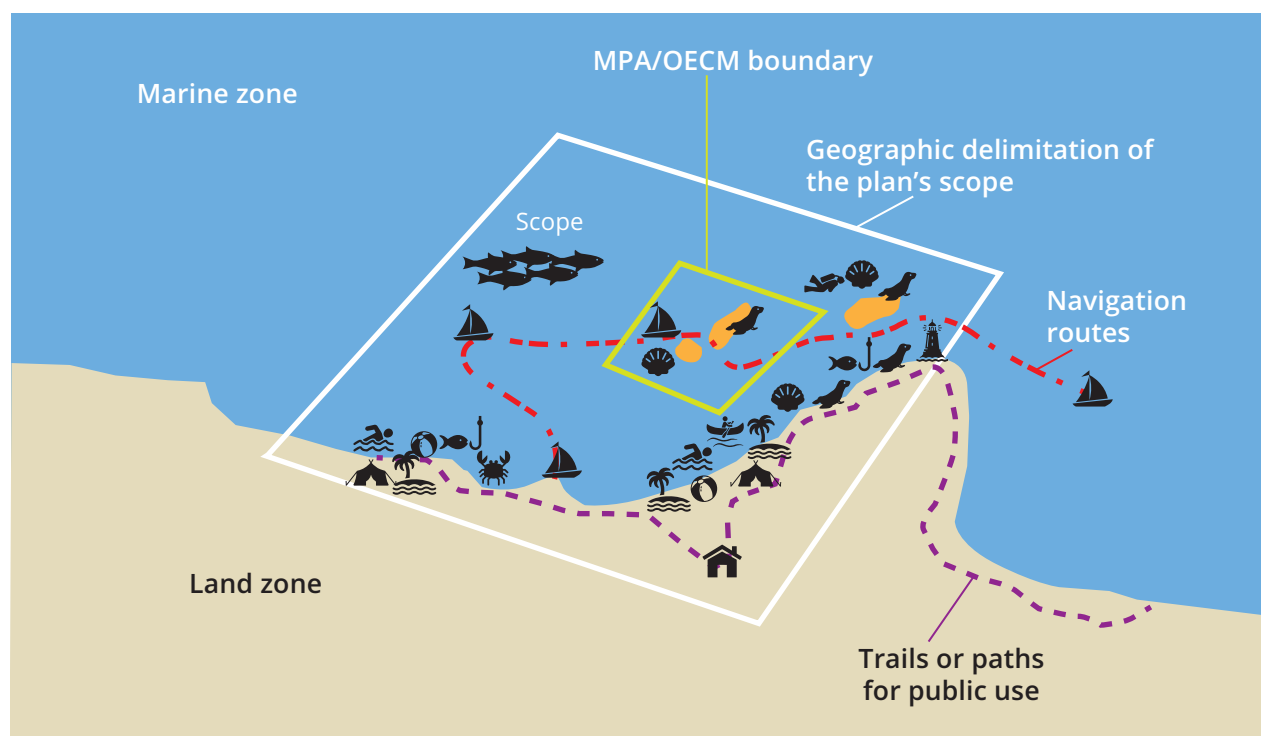 MPA/OECM boundary
Marine zone
Geographic delimitation of
the plan’s scope
Scope
Navigation
routes
Land zone
Trails or paths
for public use